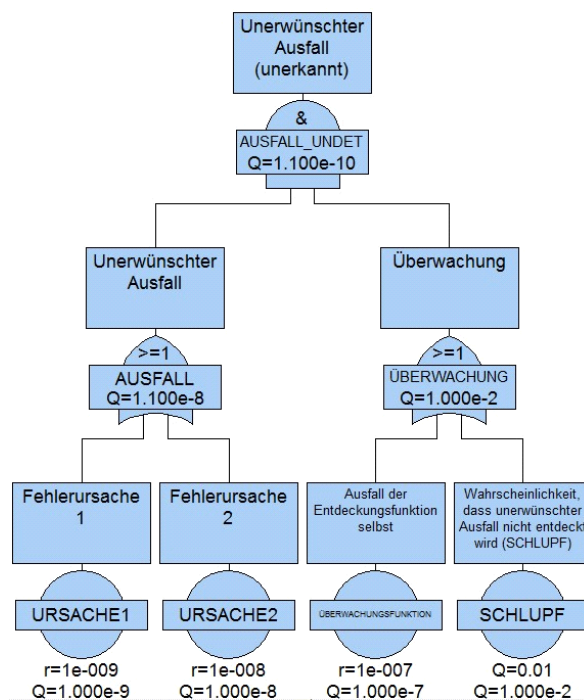 Unerwünschter
Ausfall
(unerkannt)
&
AUSFALL_UNDET
Q=1.100e-10
Unerwünschter
Ausfall
Überwachung
>=1
AUSFALL
Q=1.100e-8
>=1
ÜBERWACHUNG
Q=1.000e-2
Fehlerursache
1
Fehlerursache
2
Ausfall der
Entdeckungsfunktion
selbst
Wahrscheinlichkeit,
dass unerwünschter
Ausfall nicht entdeckt
wird (SCHLUPF)
URSACHE1
URSACHE2
ÜBERWACHUNGSFUNKTION
SCHLUPF
r=1e-009
Q=1.000e-9
r=1e-008
Q=1.000e-8
r=1e-007
Q=1.000e-7
Q=0.01
Q=1.000e-2